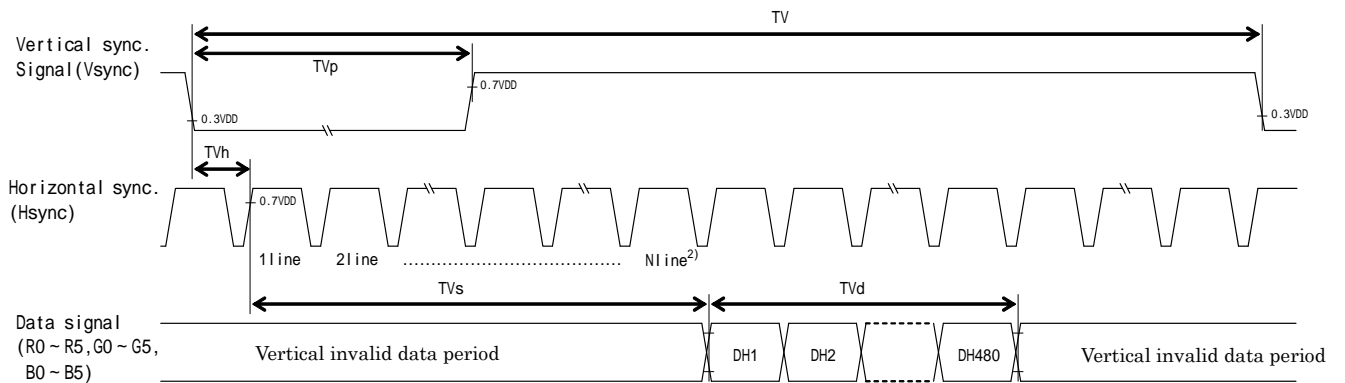 TV
Vertical sync.
Signal(Vsync)
TVp
0.7VDD
0.3VDD
0.3VDD
TVh
Horizontal sync.
(Hsync)
0.7VDD
1line 2line ........................................ Nline2)
TVs TVd
Data signal
(R0~R5,G0~G5,
B0~B5)
Vertical invalid data period DH1 DH2 DH480 Vertical invalid data period